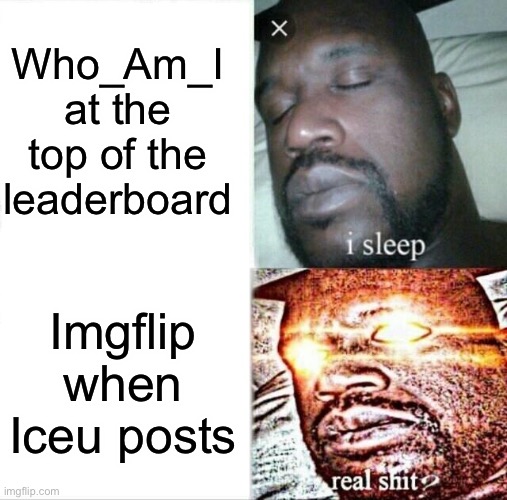 Who_Am_I
at the
top of the
leaderboard
i sleep
Imgflip
when
Iceu posts
real shit?
imgflip.com